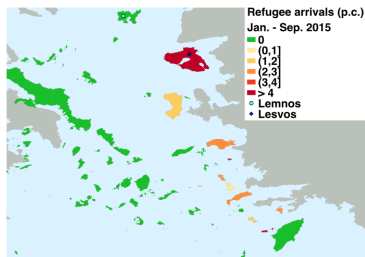 Refugee arrivals (p.c.)
Jan. - Sep. 2015
0
(0,1]
(1,2]
(2,3]
(3,4]
> 4
Lemnos
Lesvos